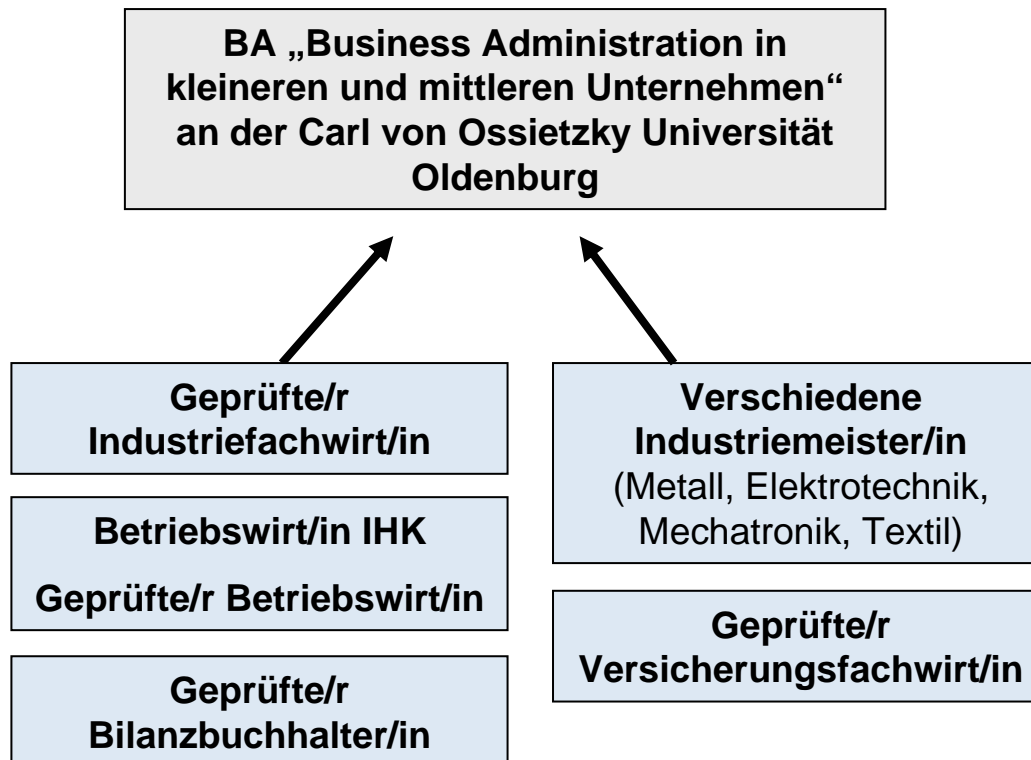 BA „Business Administration in
kleineren und mittleren Unternehmen“
an der Carl von Ossietzky Universität
Oldenburg
Geprüfte/r
Industriefachwirt/in
Betriebswirt/in IHK
Geprüfte/r Betriebswirt/in
Geprüfte/r
Bilanzbuchhalter/in
Verschiedene
Industriemeister/in
(Metall, Elektrotechnik,
Mechatronik, Textil)
Geprüfte/r
Versicherungsfachwirt/in